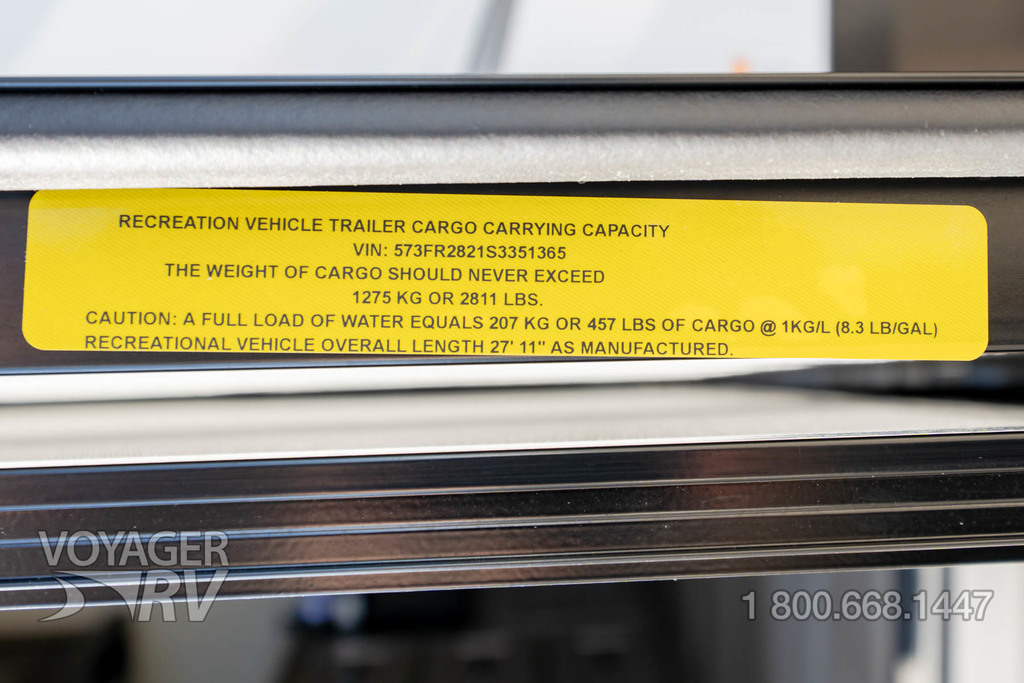 RECREATION VEHICLE TRAILER CARGO CARRYING CAPACITY
VIN: 573FR2821S3351365
THE WEIGHT OF CARGO SHOULD NEVER EXCEED
1275 KG OR 2811 LBS.
CAUTION: A FULL LOAD OF WATER EQUALS 207 KG OR 457 LBS OF CARGO @ 1KG/L (8.3 LB/GAL)
RECREATIONAL VEHICLE OVERALL LENGTH 27' 11" AS MANUFACTURED.
VOYAGER
RV
1 800.668.1447